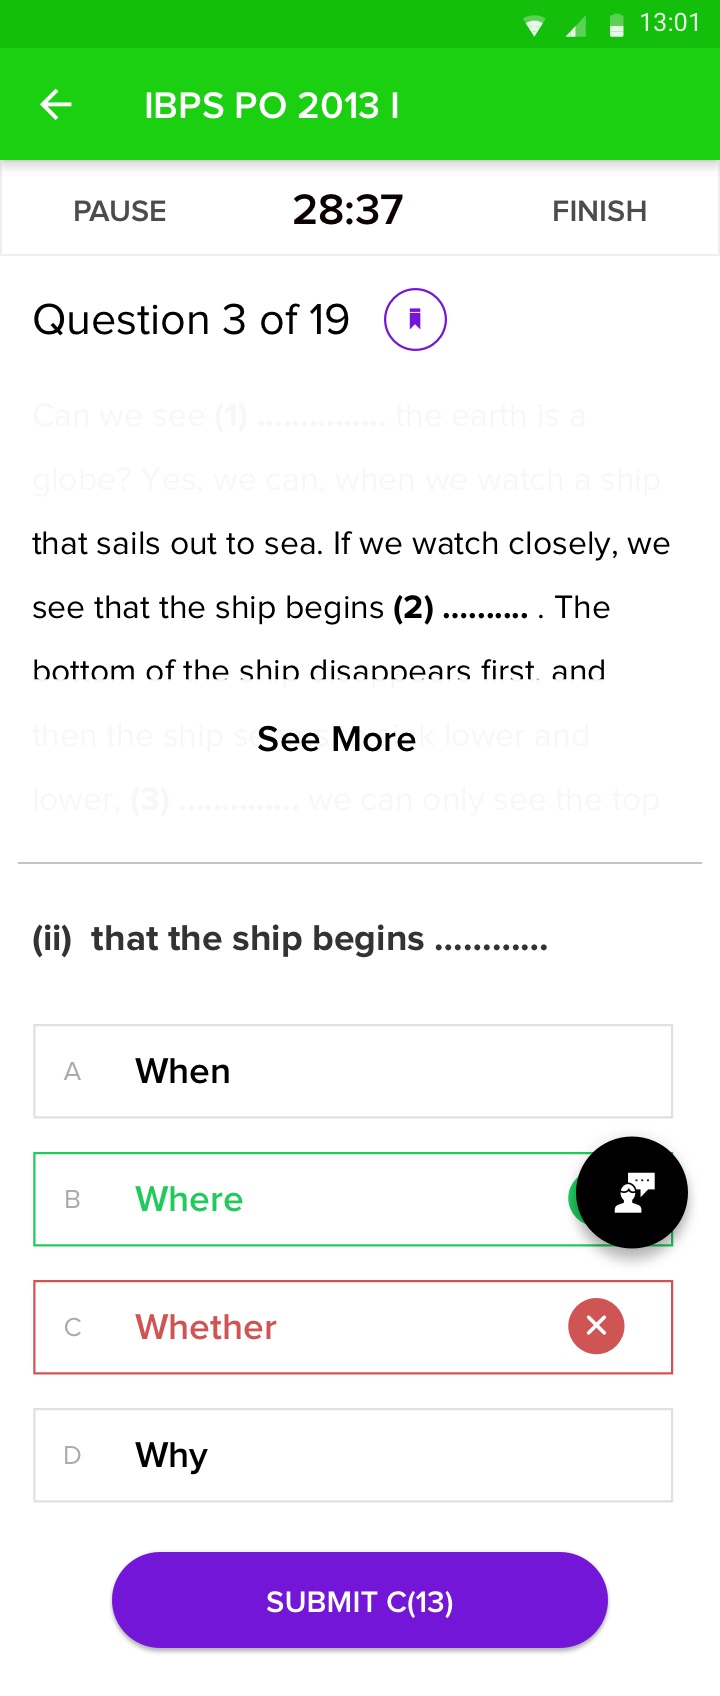 13:01
IBPS PO 2013 I
PAUSE 28:37 FINISH
Question 3 of 19
Can we see (1) ............... the earth is a
globe? Yes, we can, when we watch a ship
that sails out to sea. If we watch closely, we
see that the ship begins (2) .......... . The
bottom of the ship disappears first, and
then the ship lower and
See More
lower, (3) .............. we can only see the top
(ii) that the ship begins ............
A When
B Where
C Whether
D Why
SUBMIT C(13)